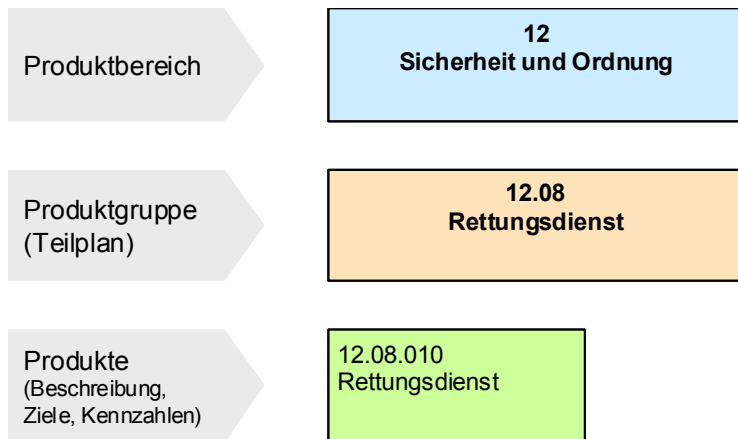 Produktbereich
12
Sicherheit und Ordnung
Produktgruppe
(Teilplan)
12.08
Rettungsdienst
Produkte
(Beschreibung,
Ziele, Kennzahlen)
12.08.010
Rettungsdienst